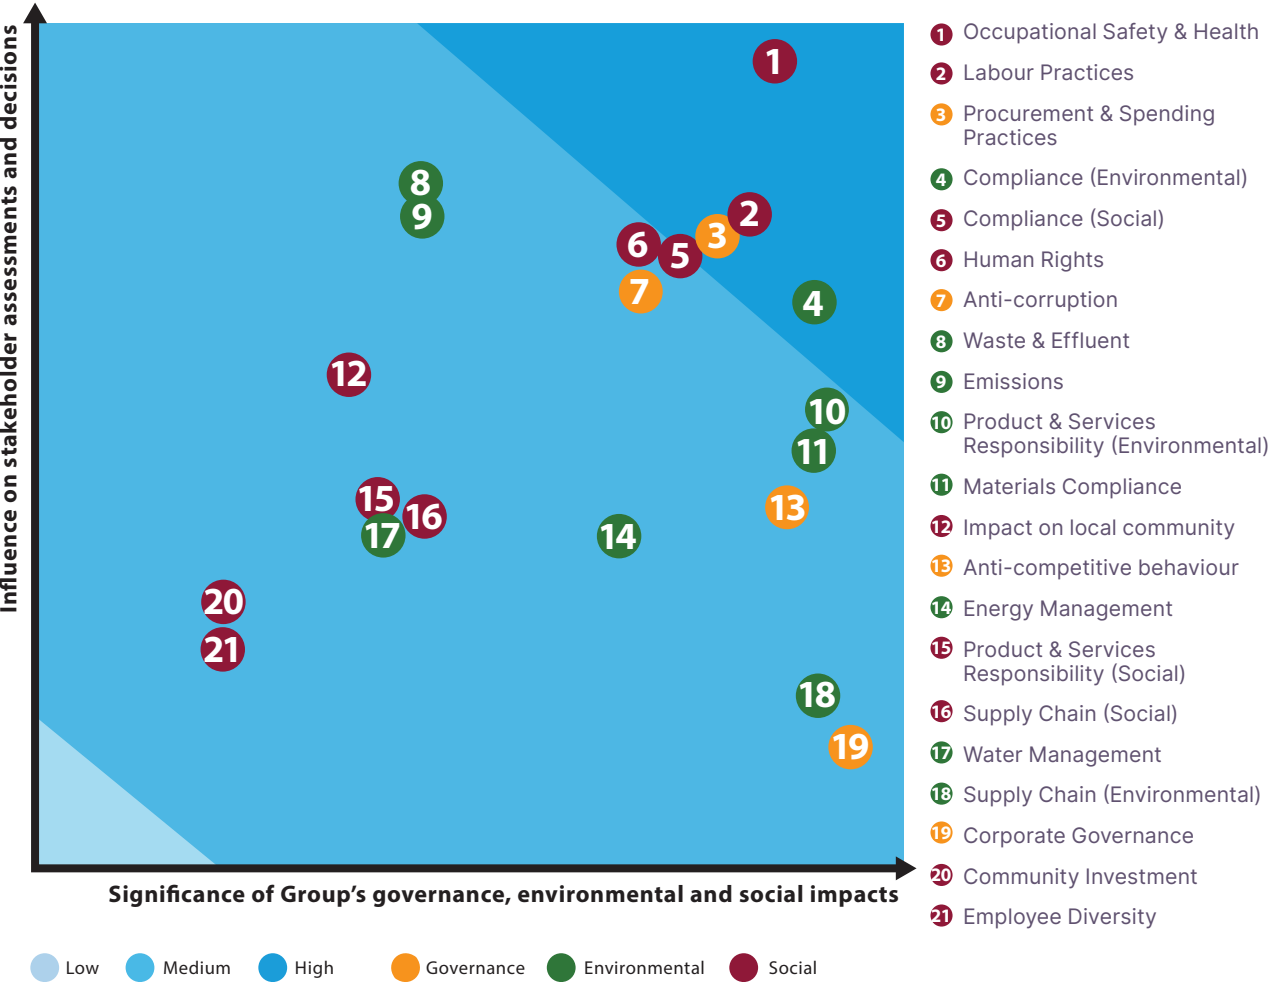 Influence on stakeholder assessments and decisions
1
8
9
2
3
6
5
7
4
12
10
11
15
16
13
17
14
20
21
18
19
Significance of Group's governance, environmental and social impacts
1 Occupational Safety & Health
2 Labour Practices
3 Procurement & Spending
Practices
4 Compliance (Environmental)
5 Compliance (Social)
6 Human Rights
7 Anti-corruption
8 Waste & Effluent
9 Emissions
10 Product & Services
Responsibility (Environmental)
11 Materials Compliance
12 Impact on local community
13 Anti-competitive behaviour
14 Energy Management
15 Product & Services
Responsibility (Social)
16 Supply Chain (Social)
17 Water Management
18 Supply Chain (Environmental)
19 Corporate Governance
20 Community Investment
21 Employee Diversity
Low Medium High Governance Environmental Social